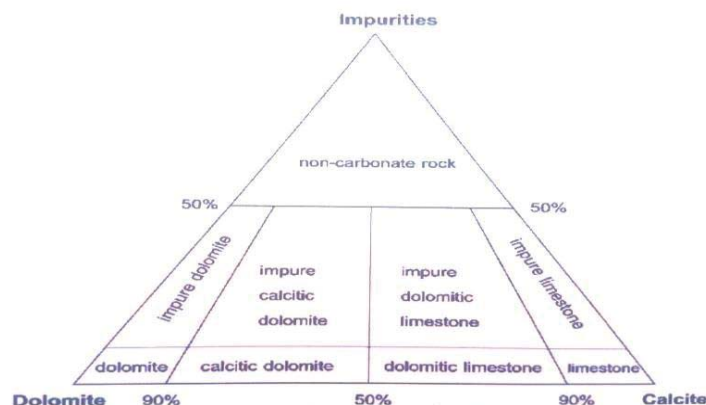 Impurities
non-carbonate rock
50%
50%
impure dolomite
impure
calcitic
dolomite
impure
dolomitic
limestone
impure limestone
dolomite
calcitic dolomite
dolomitic limestone
limestone
Dolomite
90%
50%
90%
Calcite